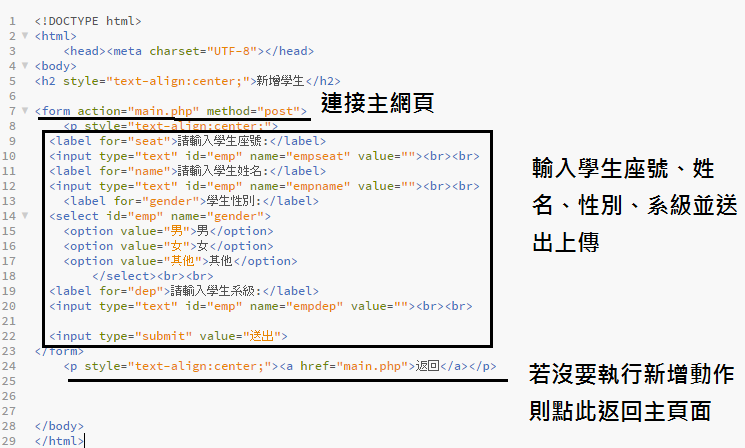 1 <!DOCTYPE html>
2 <html>
3 <head><meta charset="UTF-8"></head>
4 <body>
5 <h2 style="text-align:center;">新增學生</h2>
6
7 <form action="main.php" method="post">
連接主網頁
8 <p style="text-align:center;">
9 <label for="seat">請輸入學生座號:</label>
10 <input type="text" id="emp" name="empseat" value=""><br><br>
11 <label for="name">請輸入學生姓名:</label>
12 <input type="text" id="emp" name="empname" value=""><br><br>
13 <label for="gender">學生性別:</label>
14 <select id="emp" name="gender">
15 <option value="男">男</option>
16 <option value="女">女</option>
17 <option value="其他">其他</option>
18 </select><br><br>
19 <label for="dep">請輸入學生系級:</label>
20 <input type="text" id="emp" name="empdep" value=""><br><br>
21
22 <input type="submit" value="送出">
輸入學生座號、姓
名、性別、系級並送
出上傳
23 </form>
24 <p style="text-align:center;"><a href="main.php">返回</a></p>
25
若沒要執行新增動作
則點此返回主頁面
26
27
28 </body>
29 </html>